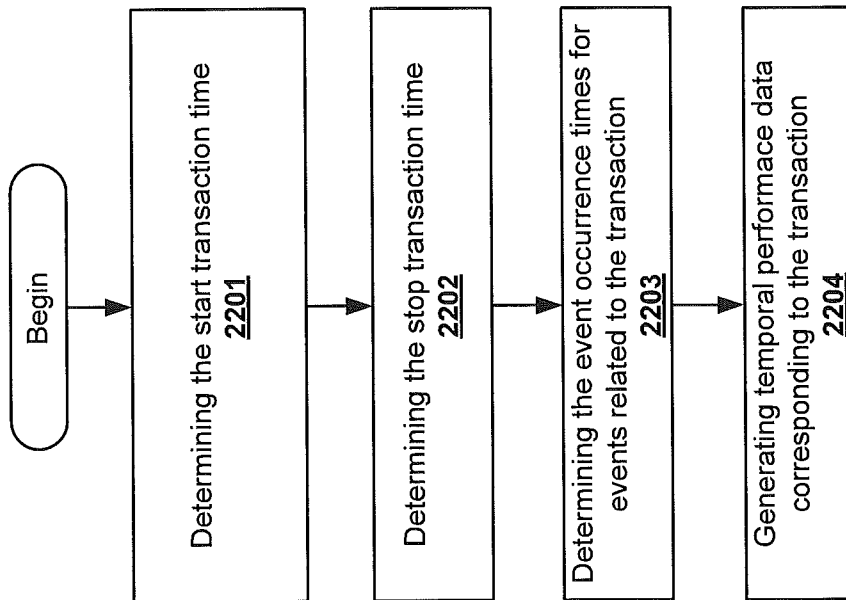 Begin
Determining the start transaction time
2201
Determining the stop transaction time
2202
Determining the event occurrence times for
events related to the transaction
2203
Generating temporal performace data
corresponding to the transaction
2204